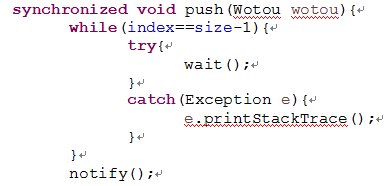 synchronized void push(Wotou wotou){↵
while(index==size-1){↵
try{↵
wait();↵
}↵
catch(Exception e){↵
e.printStackTrace();↵
}↵
}↵
notify();↵